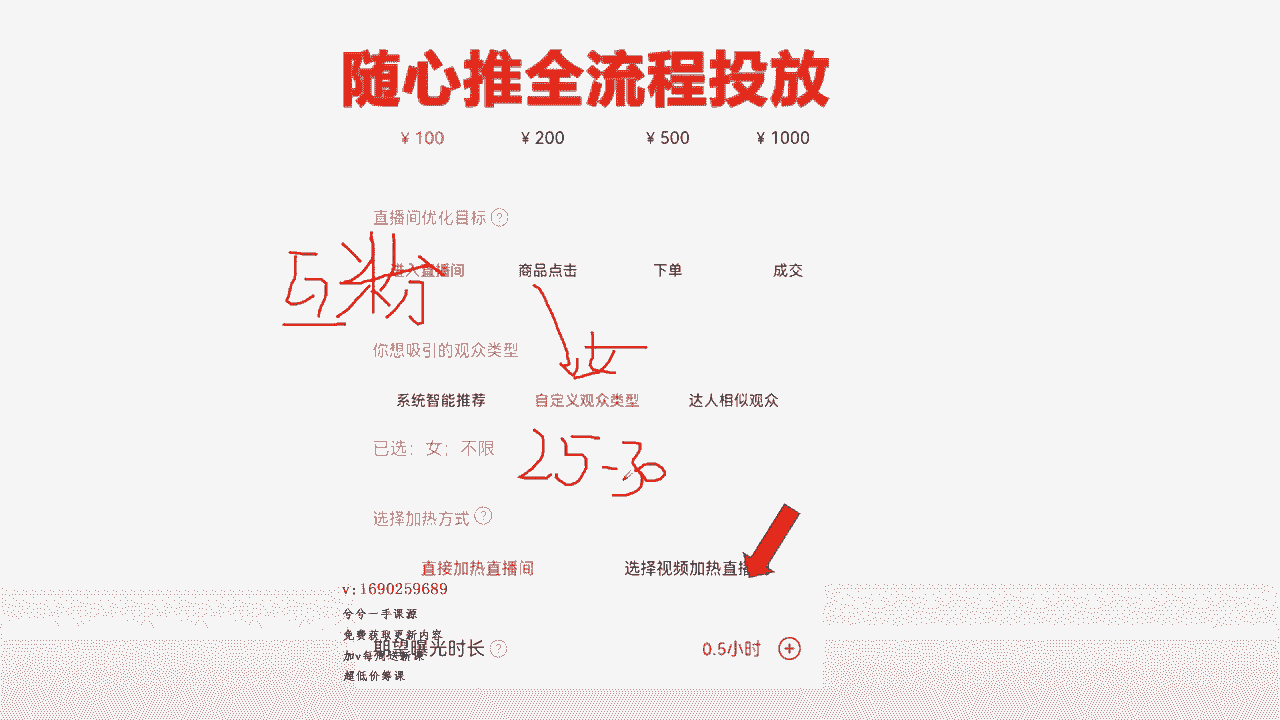 随心推全流程投放
¥ 100 ¥ 200 ¥ 500 ¥ 1000
直播间优化目标 ?
进入直播间 商品点击 下单 成交
互粉
你想吸引的观众类型
女
系统智能推荐 自定义观众类型 达人相似观众
已选：女；不限
25-30
选择加热方式 ?
直接加热直播间 选择视频加热直播
v:1690259689
兮兮一手课源
免费获取更新内容
期望曝光时长 ? 0.5小时 +
加v每周送新课
超低价筹课